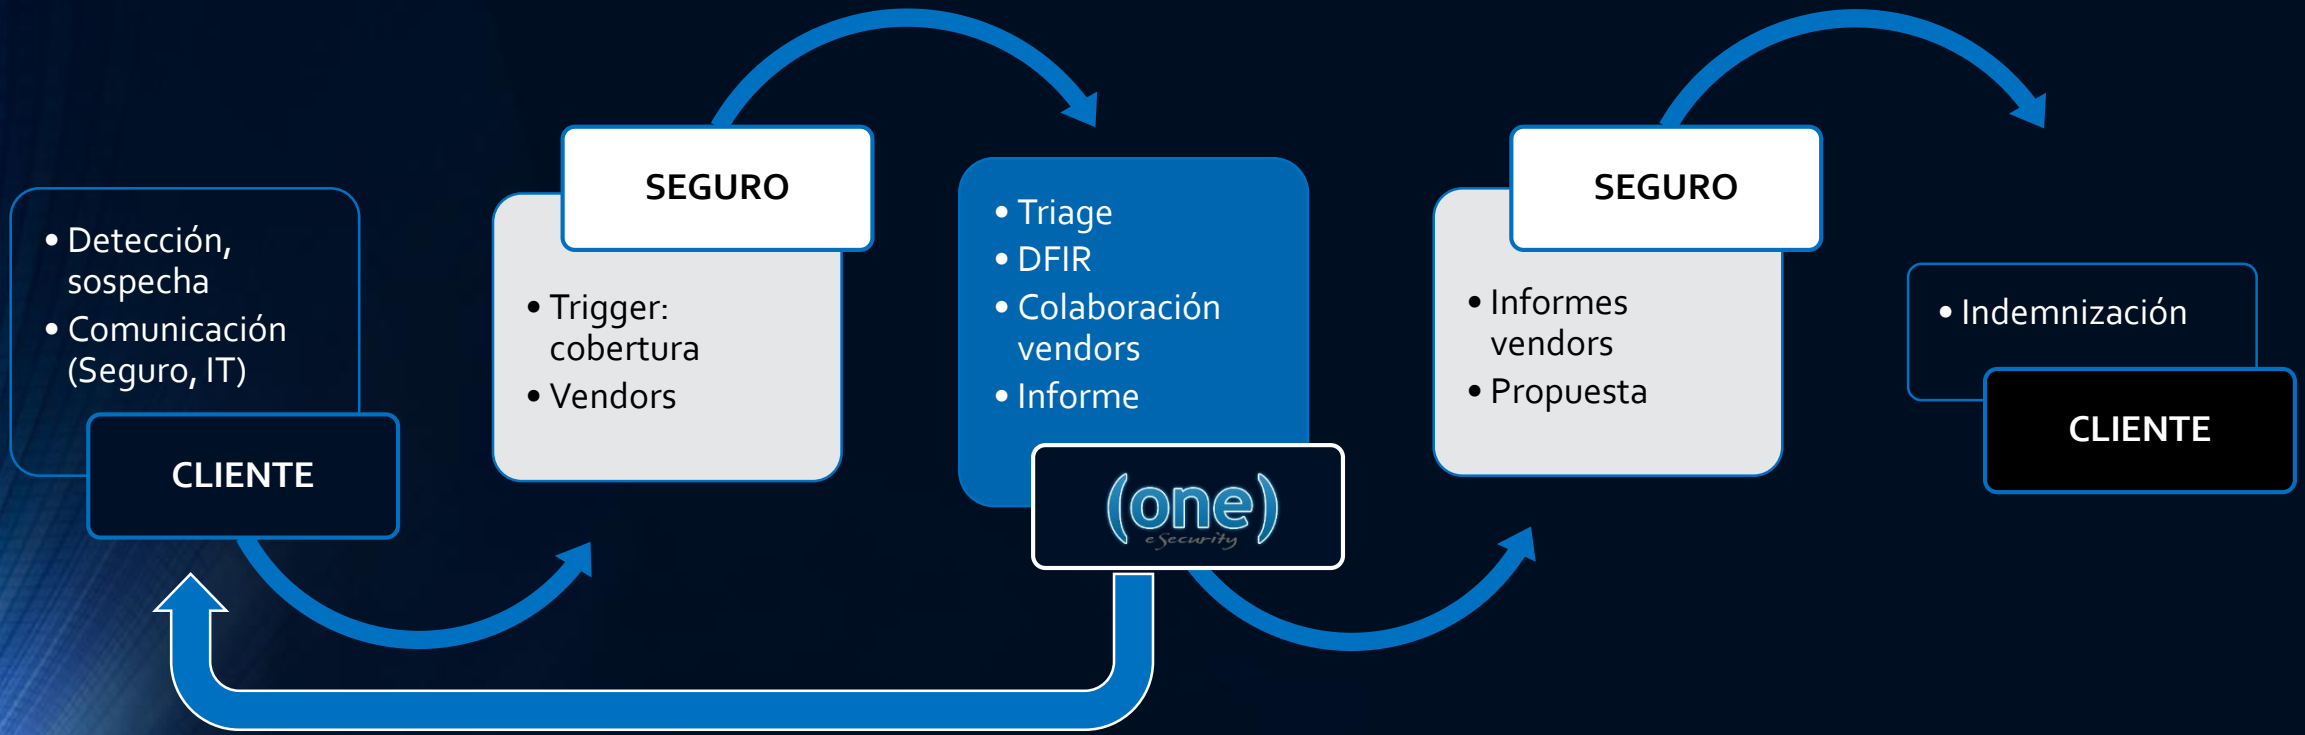 • Detección,
sospecha
• Comunicación
(Seguro, IT)
CLIENTE
SEGURO
• Trigger:
cobertura
• Vendors
• Triage
• DFIR
• Colaboración
vendors
• Informe
(one)
eSecurity
SEGURO
• Informes
vendors
• Propuesta
• Indemnización
CLIENTE